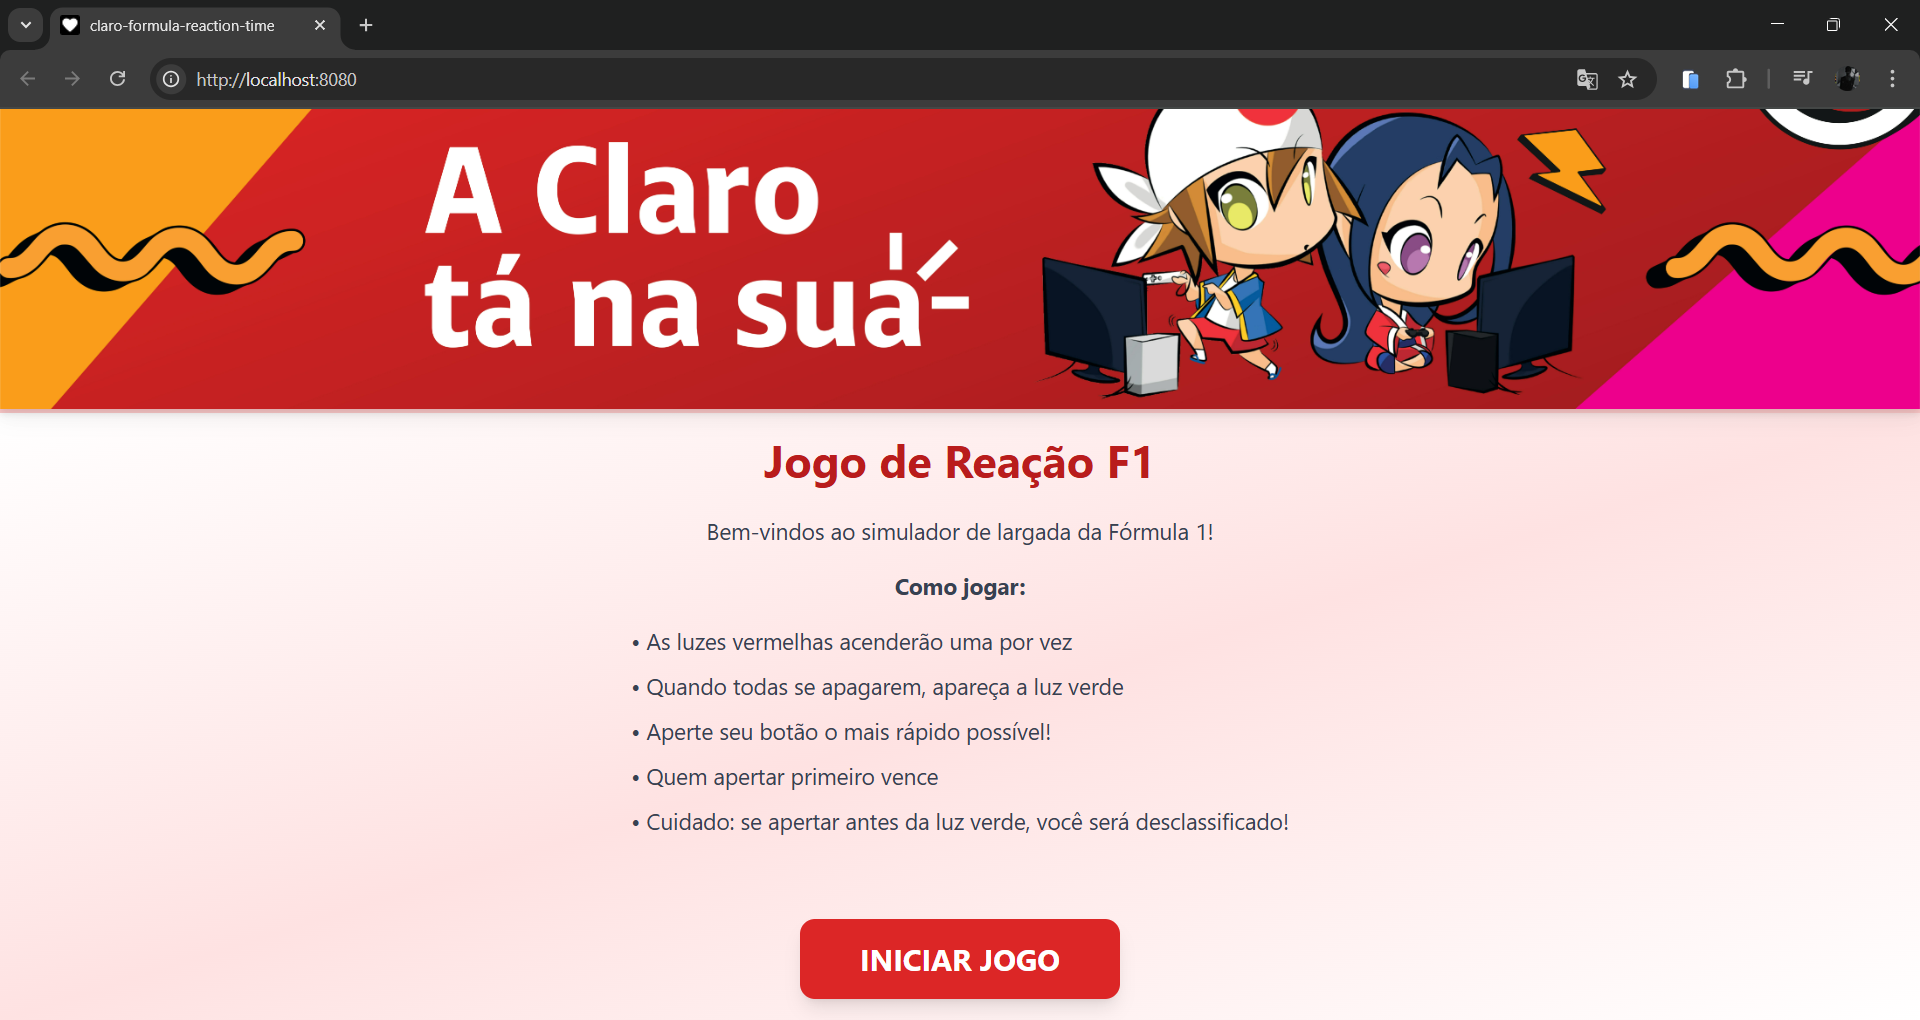 claro-formula-reaction-time
http://localhost:8080
A Claro
tá na sua
Jogo de Reação F1
Bem-vindos ao simulador de largada da Fórmula 1!
Como jogar:
• As luzes vermelhas acenderão uma por vez
• Quando todas se apagarem, apareça a luz verde
• Aperte seu botão o mais rápido possível!
• Quem apertar primeiro vence
• Cuidado: se apertar antes da luz verde, você será desclassificado!
INICIAR JOGO